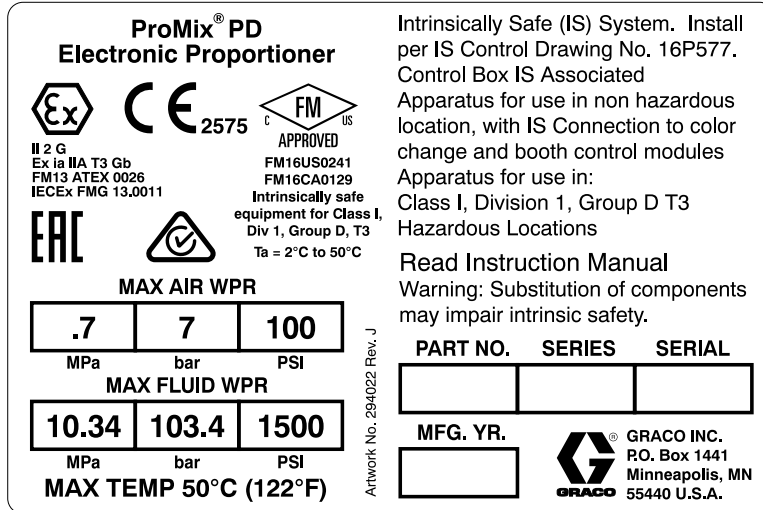 ProMix® PD
Electronic Proportioner
Ex
CE 2575
FM
C US
APPROVED
II 2 G
Ex ia IIA T3 Gb
FM13 ATEX 0026
IECEx FMG 13.0011
FM16US0241
FM16CA0129
Intrinsically safe
equipment for Class I,
Div 1, Group D, T3
Ta = 2°C to 50°C
EAC
MAX AIR WPR
.7 7 100
MPa bar PSI
MAX FLUID WPR
10.34 103.4 1500
MPa bar PSI
MAX TEMP 50°C (122°F)
Artwork No. 294022 Rev. J
Intrinsically Safe (IS) System. Install
per IS Control Drawing No. 16P577.
Control Box IS Associated
Apparatus for use in non hazardous
location, with IS Connection to color
change and booth control modules
Apparatus for use in:
Class I, Division 1, Group D T3
Hazardous Locations
Read Instruction Manual
Warning: Substitution of components
may impair intrinsic safety.
PART NO. SERIES SERIAL
MFG. YR.
G ®
GRACO
GRACO INC.
P.O. Box 1441
Minneapolis, MN
55440 U.S.A.